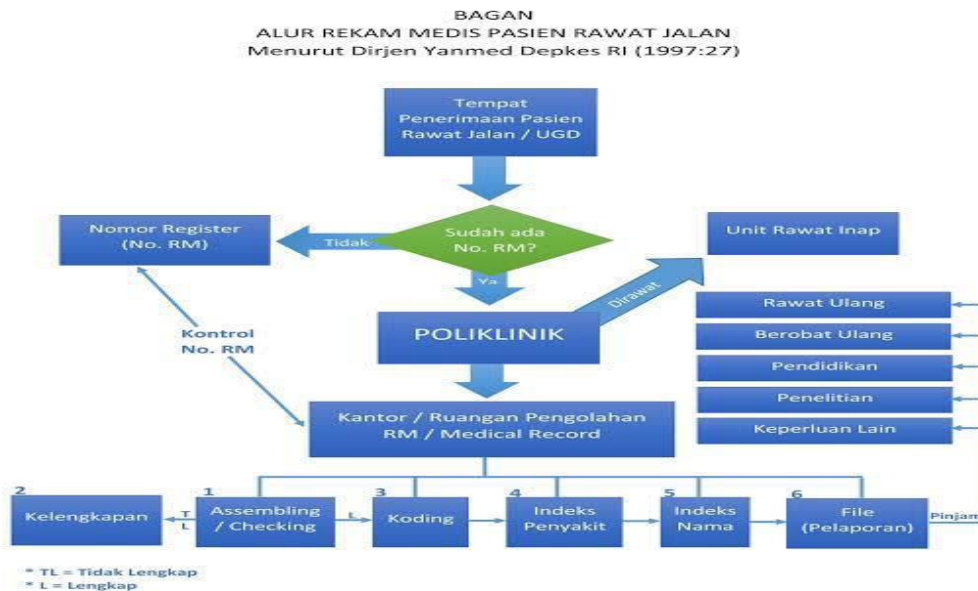 BAGAN
ALUR REKAM MEDIS PASIEN RAWAT JALAN
Menurut Dirjen Yanmed Depkes RI (1997:27)
Tempat
Penerimaan Pasien
Rawat Jalan / UGD
Sudah ada
No. RM?
Tidak
Nomor Register
(No. RM)
Ya
Unit Rawat Inap
Dirawat
POLIKLINIK
Kontrol
No. RM
Rawat Ulang
Berobat Ulang
Pendidikan
Penelitian
Keperluan Lain
Kantor / Ruangan Pengolahan
RM / Medical Record
2
Kelengkapan
T
L
1
Assembling
/ Checking
L
3
Koding
4
Indeks
Penyakit
5
Indeks
Nama
6
File
(Pelaporan)
Pinjam
* TL = Tidak Lengkap
* L = Lengkap